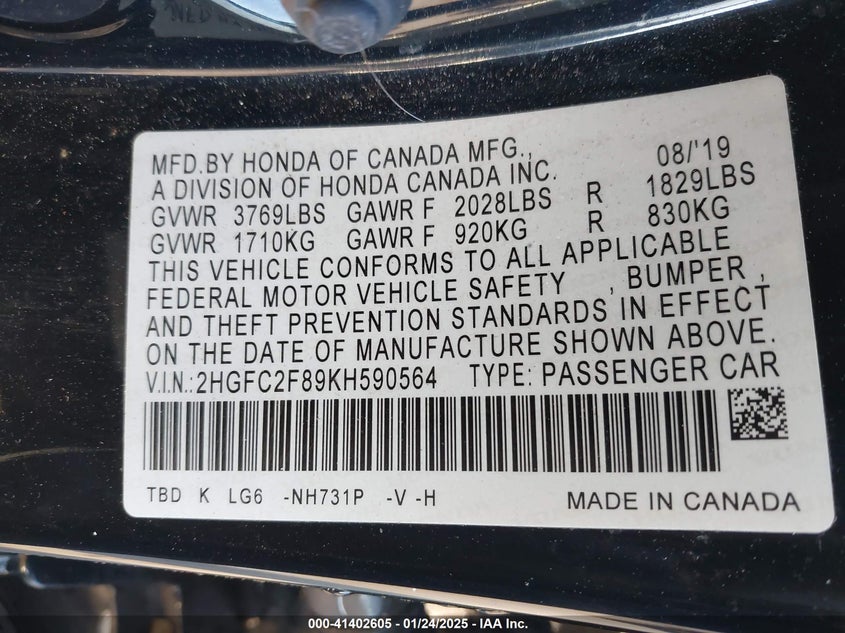 MFD.BY HONDA OF CANADA MFG., 08/'19
A DIVISION OF HONDA CANADA INC.
GVWR 3769LBS GAWR F 2028LBS R 1829LBS
GVWR 1710KG GAWR F 920KG R 830KG
THIS VEHICLE CONFORMS TO ALL APPLICABLE
FEDERAL MOTOR VEHICLE SAFETY , BUMPER ,
AND THEFT PREVENTION STANDARDS IN EFFECT
ON THE DATE OF MANUFACTURE SHOWN ABOVE.
V.I.N.:2HGFC2F89KH590564 TYPE: PASSENGER CAR
TBD K LG6 -NH731P -V -H MADE IN CANADA
000-41402605 - 01/24/2025 - IAA Inc.